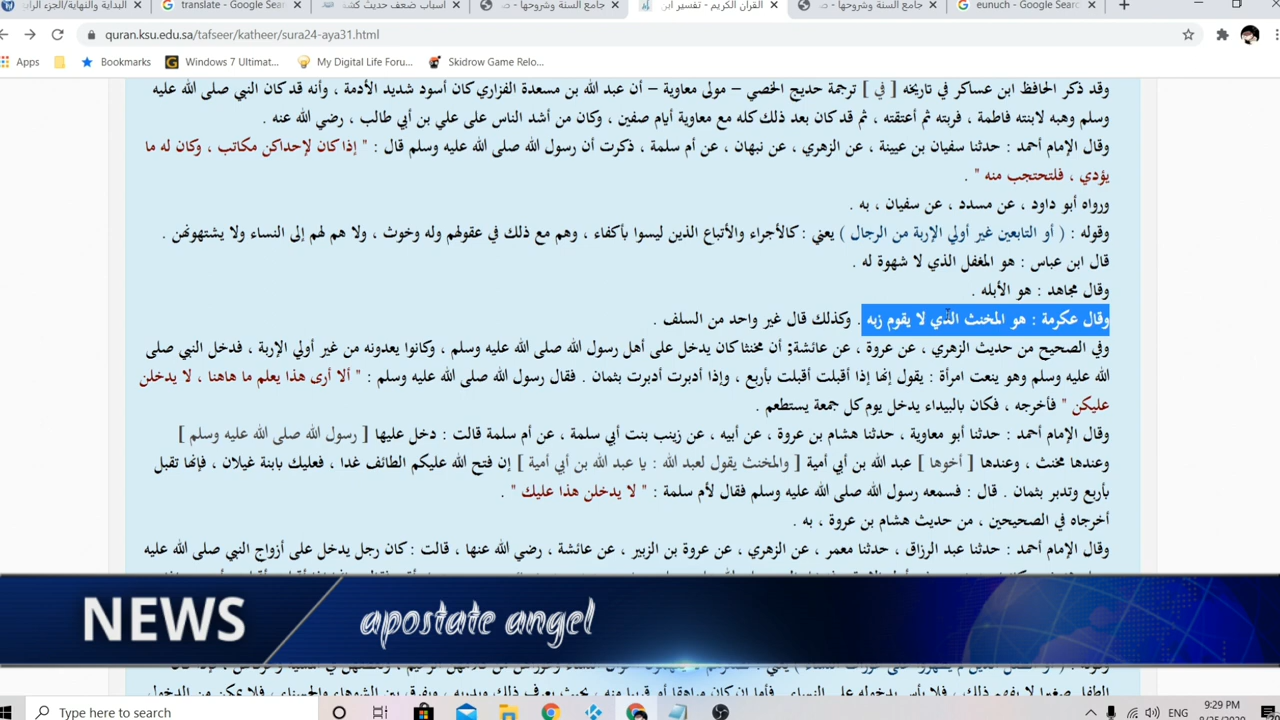 البداية والنهاية/الجزء الرا
translate - Google Search
اسباب ضعف حديث كش
جامع السنة وشروحها - ص
القرآن الكريم - تفسير ابن
جامع السنة وشروحها - ص
eunuch - Google Searc
quran.ksu.edu.sa/tafseer/katheer/sura24-aya31.html
Apps
Bookmarks
Windows 7 Ultimat...
My Digital Life Foru...
Skidrow Game Relo...
وقد ذكر الحافظ ابن عساكر في تاريخه [ في ] ترجمة حديج الخصي - مولى معاوية - أن عبد الله بن مسعدة الفزاري كان أسود شديد الأدمة ، وأنه قد كان النبي صلى الله عليه
وسلم وهبه لابنته فاطمة ، فربته ثم أعتقته ، ثم قد كان بعد ذلك كله مع معاوية أيام صفين ، وكان من أشد الناس على علي بن أبي طالب ، رضي الله عنه .
وقال الإمام أحمد : حدثنا سفيان بن عيينة ، عن الزهري ، عن نبهان ، عن أم سلمة ، ذكرت أن رسول الله صلى الله عليه وسلم قال : " إذا كان لإحداكن مكاتب ، وكان له ما
يؤدي ، فلتحتجب منه " .
ورواه أبو داود ، عن مسدد ، عن سفيان ، به .
وقوله : ( أو التابعين غير أولي الإربة من الرجال ) يعني : كالأجراء والأتباع الذين ليسوا بأكفاء ، وهم مع ذلك في عقولهم وله وخوث ، ولا هم لهم إلى النساء ولا يشتهونهن .
قال ابن عباس : هو المغفل الذي لا شهوة له .
وقال مجاهد : هو الأبله .
وقال عكرمة : هو المخنث الذي لا يقوم زبه . وكذلك قال غير واحد من السلف .
وفي الصحيح من حديث الزهري ، عن عروة ، عن عائشة; أن مخنثا كان يدخل على أهل رسول الله صلى الله عليه وسلم ، وكانوا يعدونه من غير أولي الإربة ، فدخل النبي صلى
الله عليه وسلم وهو ينعت امرأة : يقول إنها إذا أقبلت أقبلت بأربع ، وإذا أدبرت أدبرت بثمان . فقال رسول الله صلى الله عليه وسلم : " ألا أرى هذا يعلم ما هاهنا ، لا يدخلن
عليكن " فأخرجه ، فكان بالبيداء يدخل يوم كل جمعة يستطعم .
وقال الإمام أحمد : حدثنا أبو معاوية ، حدثنا هشام بن عروة ، عن أبيه ، عن زينب بنت أبي سلمة ، عن أم سلمة قالت : دخل عليها [ رسول الله صلى الله عليه وسلم ]
وعندها مخنث ، وعندها [ أخوها ] عبد الله بن أبي أمية [ والمخنث يقول لعبد الله : يا عبد الله بن أبي أمية ] إن فتح الله عليكم الطائف غدا ، فعليك بابنة غيلان ، فإنها تقبل
بأربع وتدبر بثمان . قال : فسمعه رسول الله صلى الله عليه وسلم فقال لأم سلمة : " لا يدخلن هذا عليك " .
أخرجاه في الصحيحين ، من حديث هشام بن عروة ، به .
وقال الإمام أحمد : حدثنا عبد الرزاق ، حدثنا معمر ، عن الزهري ، عن عروة بن الزبير ، عن عائشة ، رضي الله عنها ، قالت : كان رجل يدخل على أزواج النبي صلى الله عليه
NEWS
apostate angel
Type here to search
ENG
9:29 PM